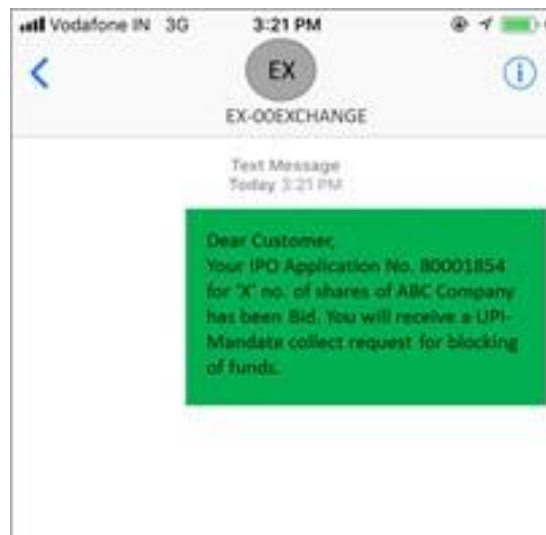 Vodafone IN 3G 3:21 PM
EX
EX-00EXCHANGE
Text Message
Today 3:21 PM
Dear Customer,
Your IPO Application No. 80001854
for 'X' no. of shares of ABC Company
has been Bid. You will receive a UPI-
Mandate collect request for blocking
of funds.